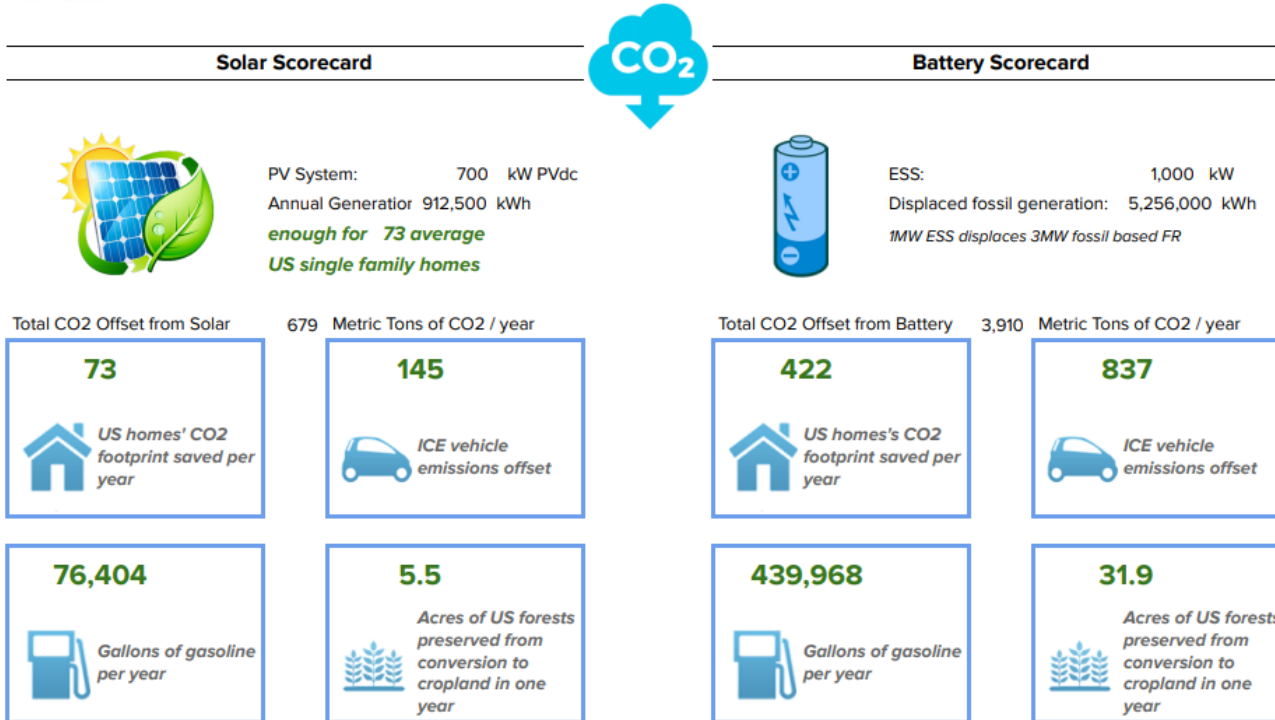 CO2
Solar Scorecard
PV System: 700 kW PVdc
Annual Generatior 912,500 kWh
enough for 73 average
US single family homes
Total CO2 Offset from Solar 679 Metric Tons of CO2 / year
73
US homes' CO2
footprint saved per
year
145
ICE vehicle
emissions offset
76,404
Gallons of gasoline
per year
5.5
Acres of US forests
preserved from
conversion to
cropland in one
year
Battery Scorecard
ESS: 1,000 kW
Displaced fossil generation: 5,256,000 kWh
1MW ESS displaces 3MW fossil based FR
Total CO2 Offset from Battery 3,910 Metric Tons of CO2 / year
422
US homes's CO2
footprint saved per
year
837
ICE vehicle
emissions offset
439,968
Gallons of gasoline
per year
31.9
Acres of US forests
preserved from
conversion to
cropland in one
year